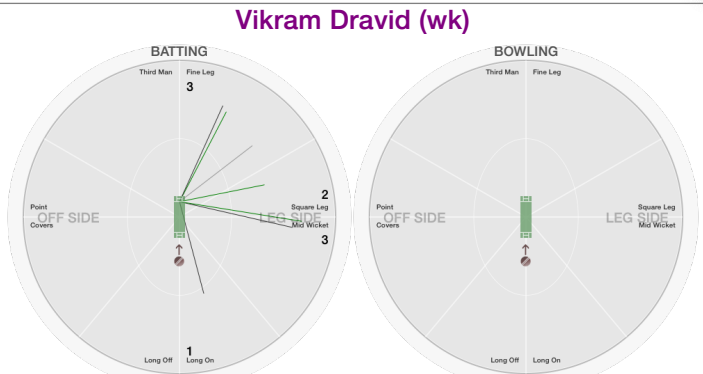 Vikram Dravid (wk)
BATTING
Third Man Fine Leg
3
2
Point Square Leg
OFF SIDE LEG SIDE
Covers Mid Wicket
3
1
Long Off Long On
BOWLING
Third Man Fine Leg
Point Square Leg
OFF SIDE LEG SIDE
Covers Mid Wicket
Long Off Long On